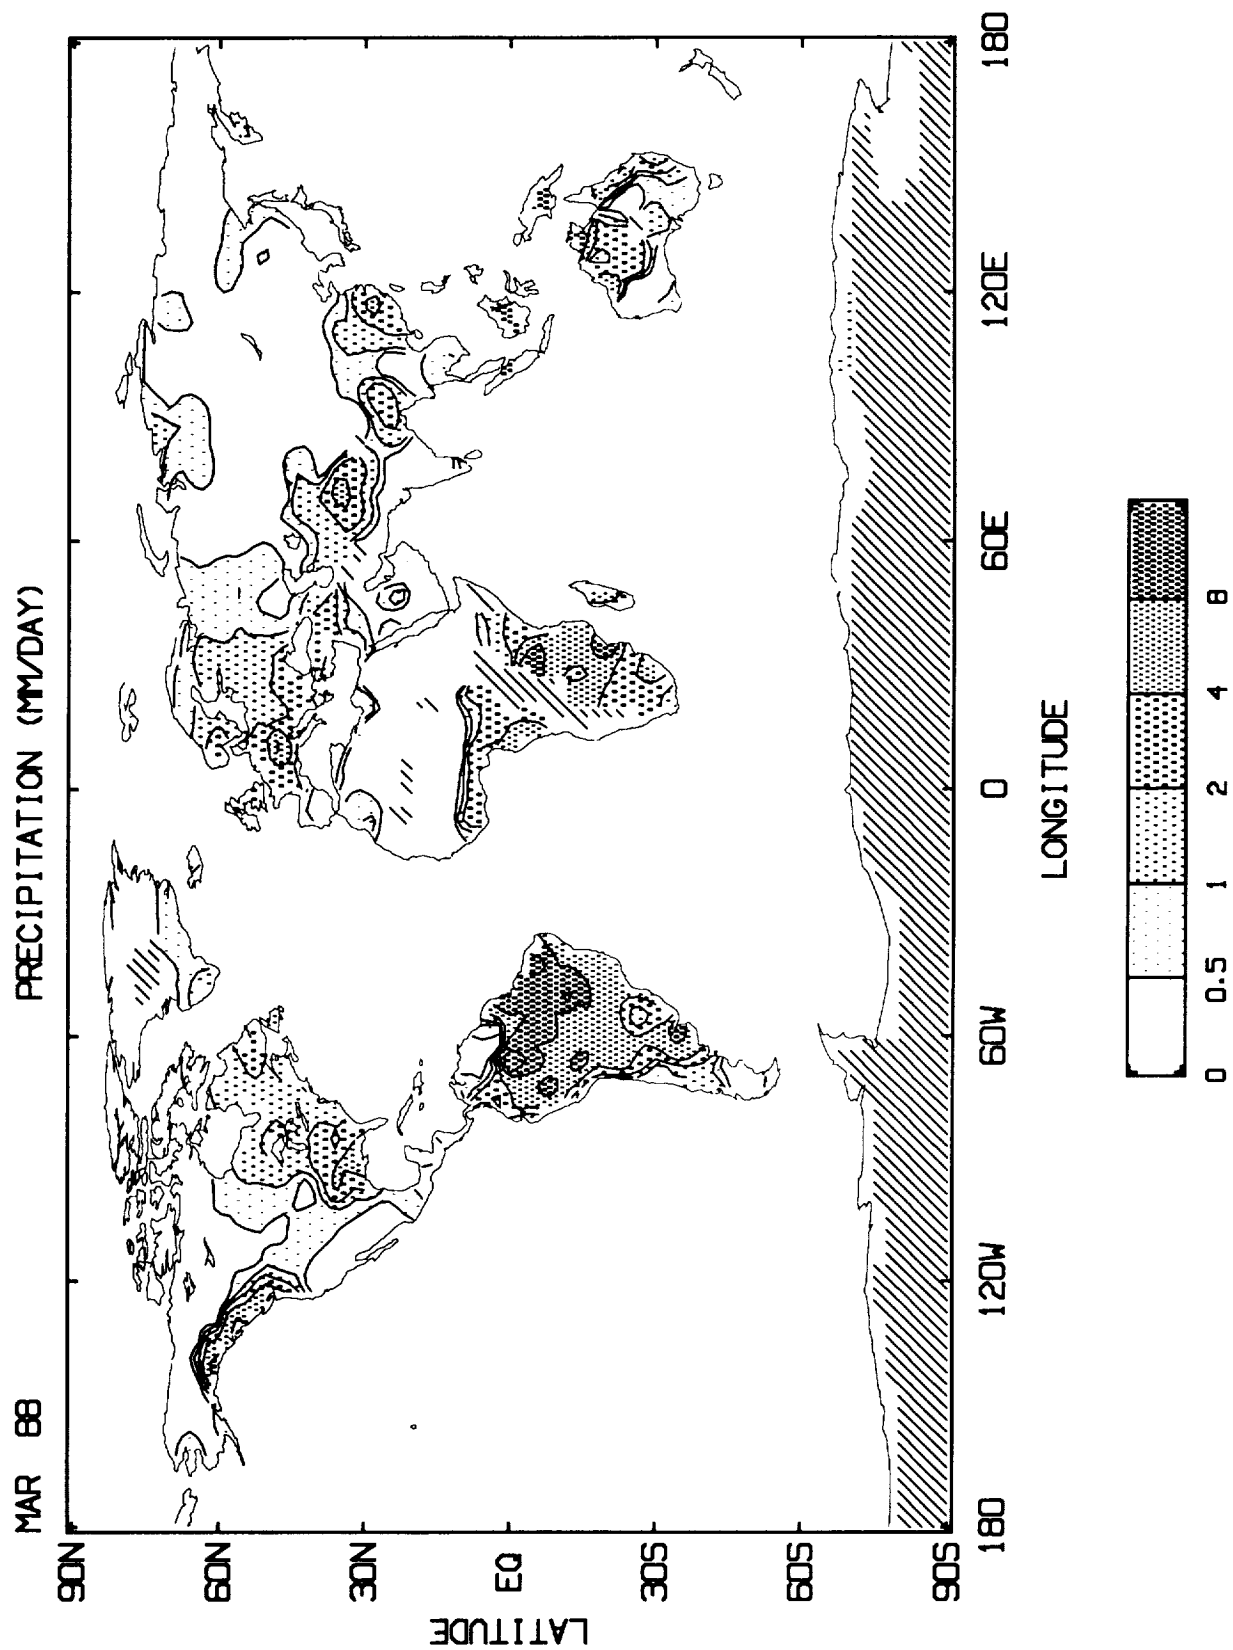 MAR 88
PRECIPITATION (MM/DAY)
90N
60N
30N
EQ
30S
60S
90S
LATITUDE
180 120W 60W 0 60E 120E 180
LONGITUDE
0 0.5 1 2 4 8